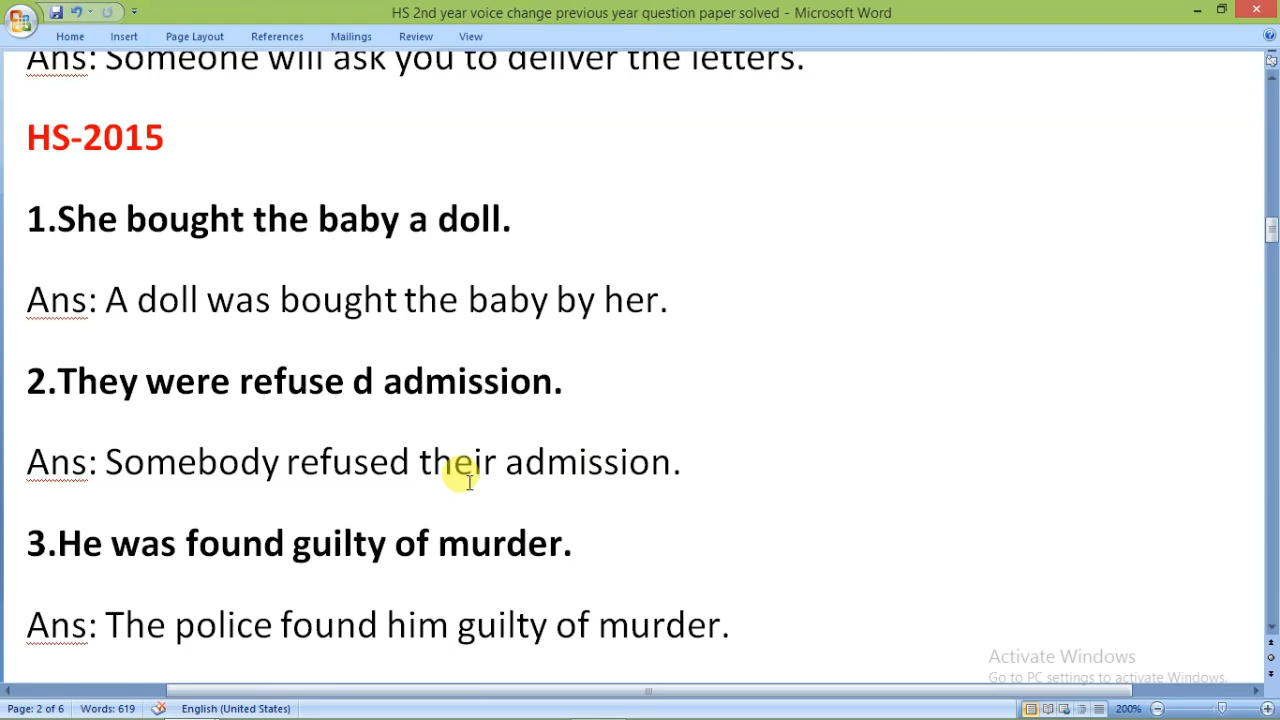 HS 2nd year voice change previous year question paper solved - Microsoft Word
Home Insert Page Layout References Mailings Review View
Ans: Someone will ask you to deliver the letters.
HS-2015
1.She bought the baby a doll.
Ans: A doll was bought the baby by her.
2.They were refuse d admission.
Ans: Somebody refused their admission.
3.He was found guilty of murder.
Ans: The police found him guilty of murder.
Activate Windows
Go to PC settings to activate Windows.
Page: 2 of 6 Words: 619 English (United States) 200%